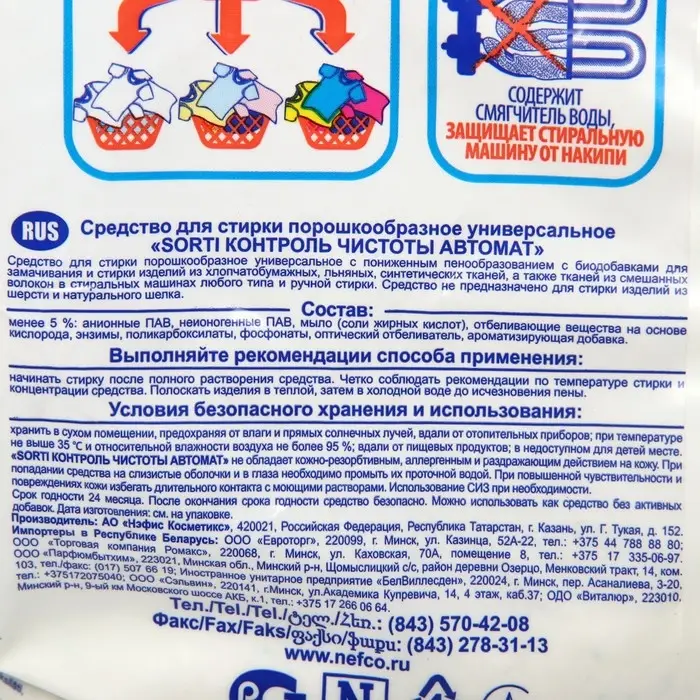 СОДЕРЖИТ
СМЯГЧИТЕЛЬ ВОДЫ,
ЗАЩИЩАЕТ СТИРАЛЬНУЮ
МАШИНУ ОТ НАКИПИ
RUS Средство для стирки порошкообразное универсальное
«SORTI КОНТРОЛЬ ЧИСТОТЫ АВТОМАТ»
Средство для стирки порошкообразное универсальное с пониженным пенообразованием с биодобавками для
замачивания и стирки изделий из хлопчатобумажных, льняных, синтетических тканей, а также тканей из смешанных
волокон в стиральных машинах любого типа и ручной стирки. Средство не предназначено для стирки изделий из
шерсти и натурального шелка.
Состав:
менее 5 %: анионные ПАВ, неионогенные ПАВ, мыло (соли жирных кислот), отбеливающие вещества на основе
кислорода, энзимы, поликарбоксилаты, фосфонаты, оптический отбеливатель, ароматизирующая добавка.
Выполняйте рекомендации способа применения:
начинать стирку после полного растворения средства. Четко соблюдать рекомендации по температуре стирки и
концентрации средства. Полоскать изделия в теплой, затем в холодной воде до исчезновения пены.
Условия безопасного хранения и использования:
хранить в сухом помещении, предохраняя от влаги и прямых солнечных лучей, вдали от отопительных приборов; при температуре
не выше 35 °С и относительной влажности воздуха не более 95 %; вдали от пищевых продуктов; в недоступном для детей месте.
«SORTI КОНТРОЛЬ ЧИСТОТЫ АВТОМАТ» не обладает кожно-резорбтивным, аллергенным и раздражающим действием на кожу. При
попадании средства на слизистые оболочки и в глаза необходимо промыть их проточной водой. При повышенной чувствительности и
повреждениях кожи избегать длительного контакта с моющими растворами. Использование СИЗ при необходимости.
Срок годности 24 месяца. После окончания срока годности средство безопасно. Можно использовать как средство без активных
добавок. Дата изготовления: см. на упаковке.
Производитель: АО «Нэфис Косметикс», 420021, Российская Федерация, Республика Татарстан, г. Казань, ул. Г. Тукая, д. 152.
Импортеры в Республике Беларусь: ООО «Евроторг», 220099, г. Минск, ул. Казинца, 52А-22, тел.: +375 44 788 88 80;
ООО «Торговая компания Ромакс», 220068, г. Минск, ул. Каховская, 70А, помещение 8, тел.: +375 17 335-06-97.
ООО «Парфюмбытхим», 223021, Минская обл., Минский р-н, Щомыслицкий с/с, район деревни Озерцо, Менковский тракт, 14, ком.
103, тел./факс: (017) 507 66 19; Иностранное унитарное предприятие «БелВиллесден», 220024, г. Минск, пер. Асаналиева, 3-20,
тел.: +375172075040; ООО «Сэльвин», 220141, г.Минск, ул.Академика Купревича, 14, 4 этаж, каб.37; ОДО «Виталюр», 223010.
Минский р-н, 9-ый км Московского шоссе АКБ, к.1, тел.: +375 17 266 06 64.
Тел./Tel./Tel./ტელ./Հեռ.: (843) 570-42-08
Факс/Fax/Faks/ფაქსი/ֆաքս: (843) 278-31-13
www.nefco.ru